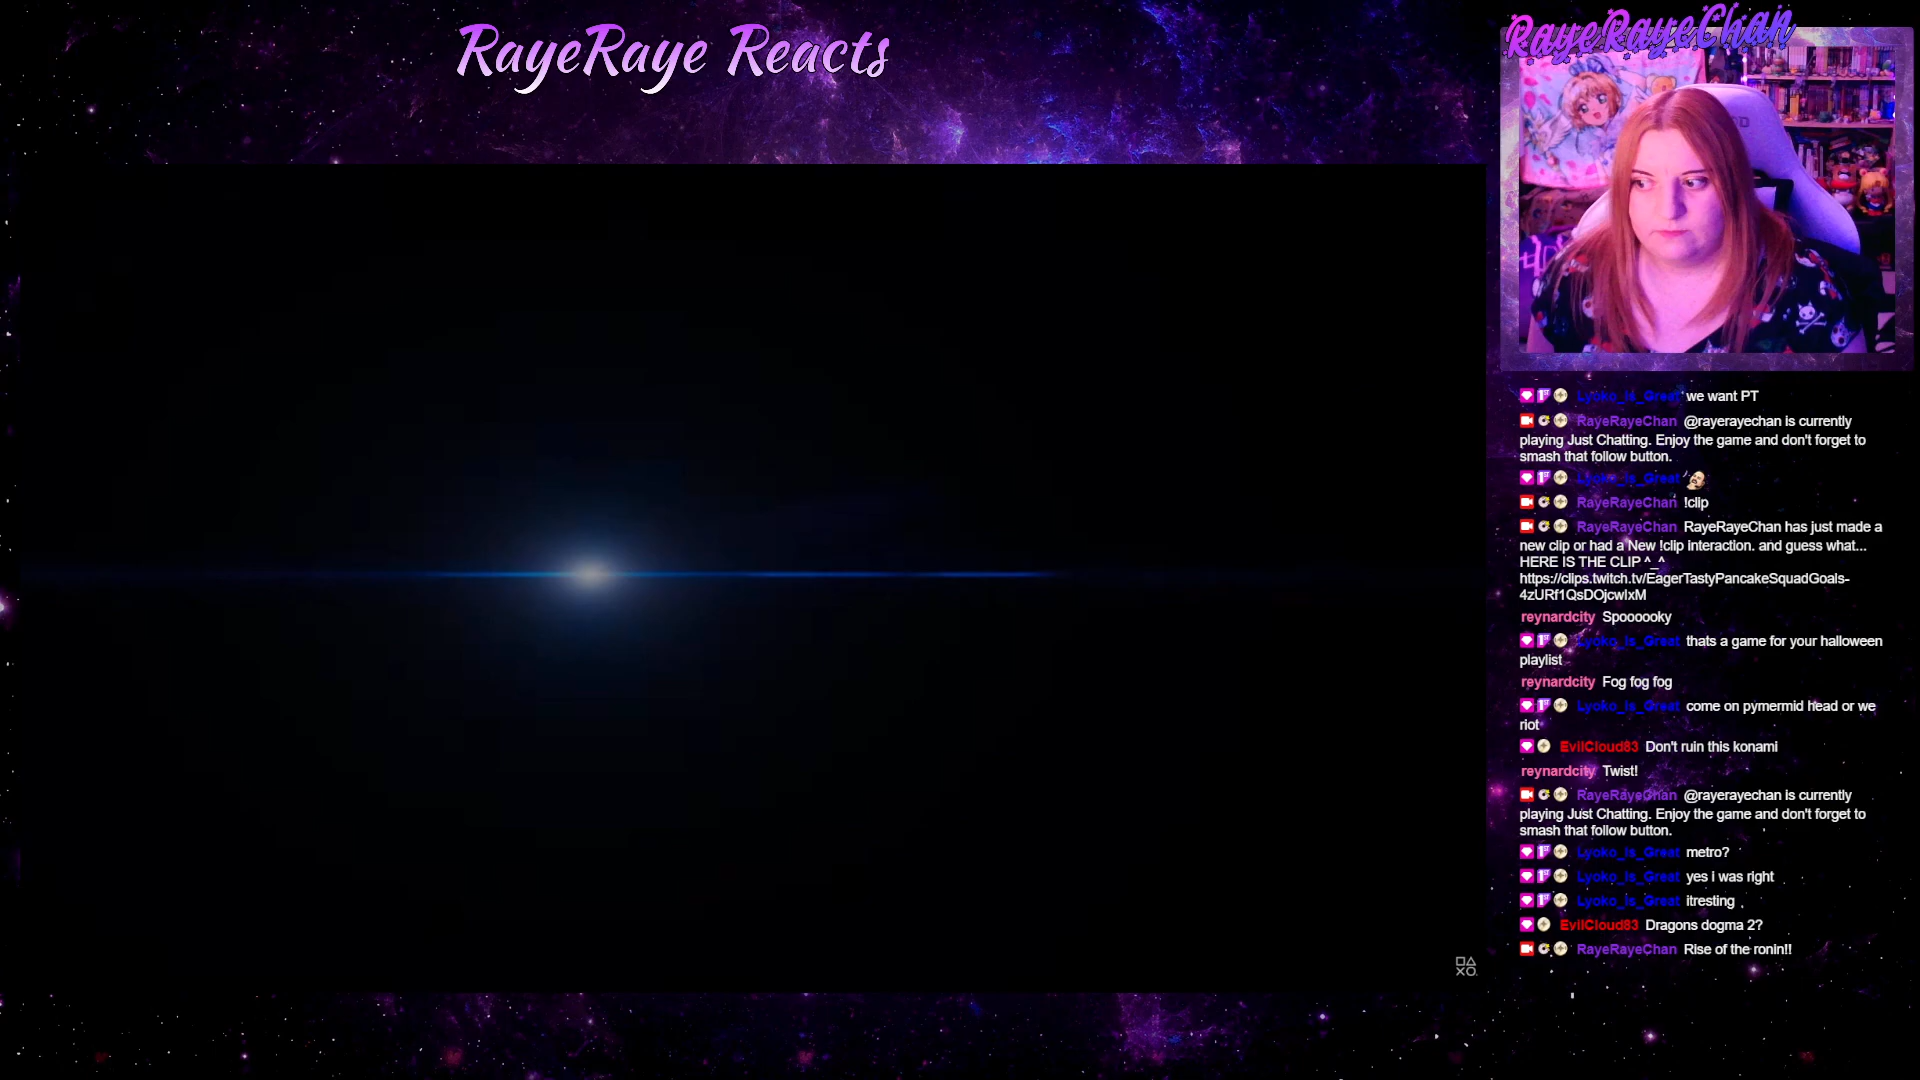 RayeRaye Reacts
RayeRayeChan
Lyoko_Is_Great we want PT
RayeRayeChan @rayerayechan is currently
playing Just Chatting. Enjoy the game and don't forget to
smash that follow button.
Lyoko_Is_Great
RayeRayeChan !clip
RayeRayeChan RayeRayeChan has just made a
new clip or had a New !clip interaction. and guess what...
HERE IS THE CLIP ^_^
https://clips.twitch.tv/EagerTastyPancakeSquadGoals-
4zURf1QsDOjcwIxM
reynardcity Spoooooky
Lyoko_Is_Great thats a game for your halloween
playlist
reynardcity Fog fog fog
Lyoko_Is_Great come on pymermid head or we
riot
EvilCloud83 Don't ruin this konami
reynardcity Twist!
RayeRayeChan @rayerayechan is currently
playing Just Chatting. Enjoy the game and don't forget to
smash that follow button.
Lyoko_Is_Great metro?
Lyoko_Is_Great yes i was right
Lyoko_Is_Great itresting
EvilCloud83 Dragons dogma 2?
RayeRayeChan Rise of the ronin!!